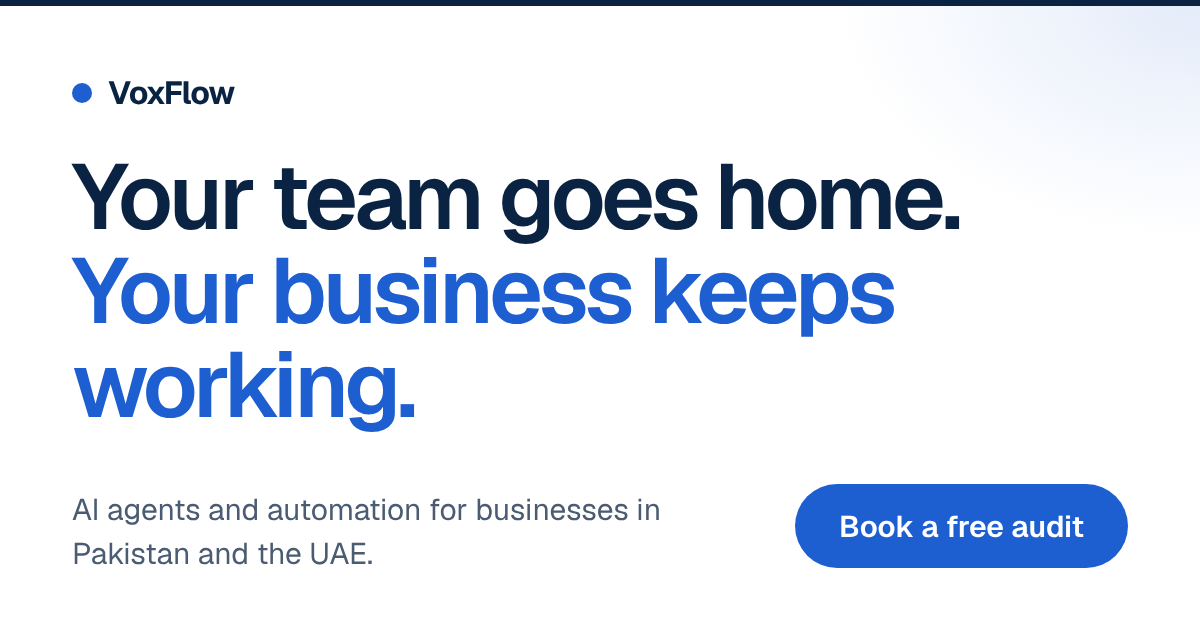 VoxFlow
Your team goes home.
Your business keeps
working.
AI agents and automation for businesses in
Pakistan and the UAE.
Book a free audit